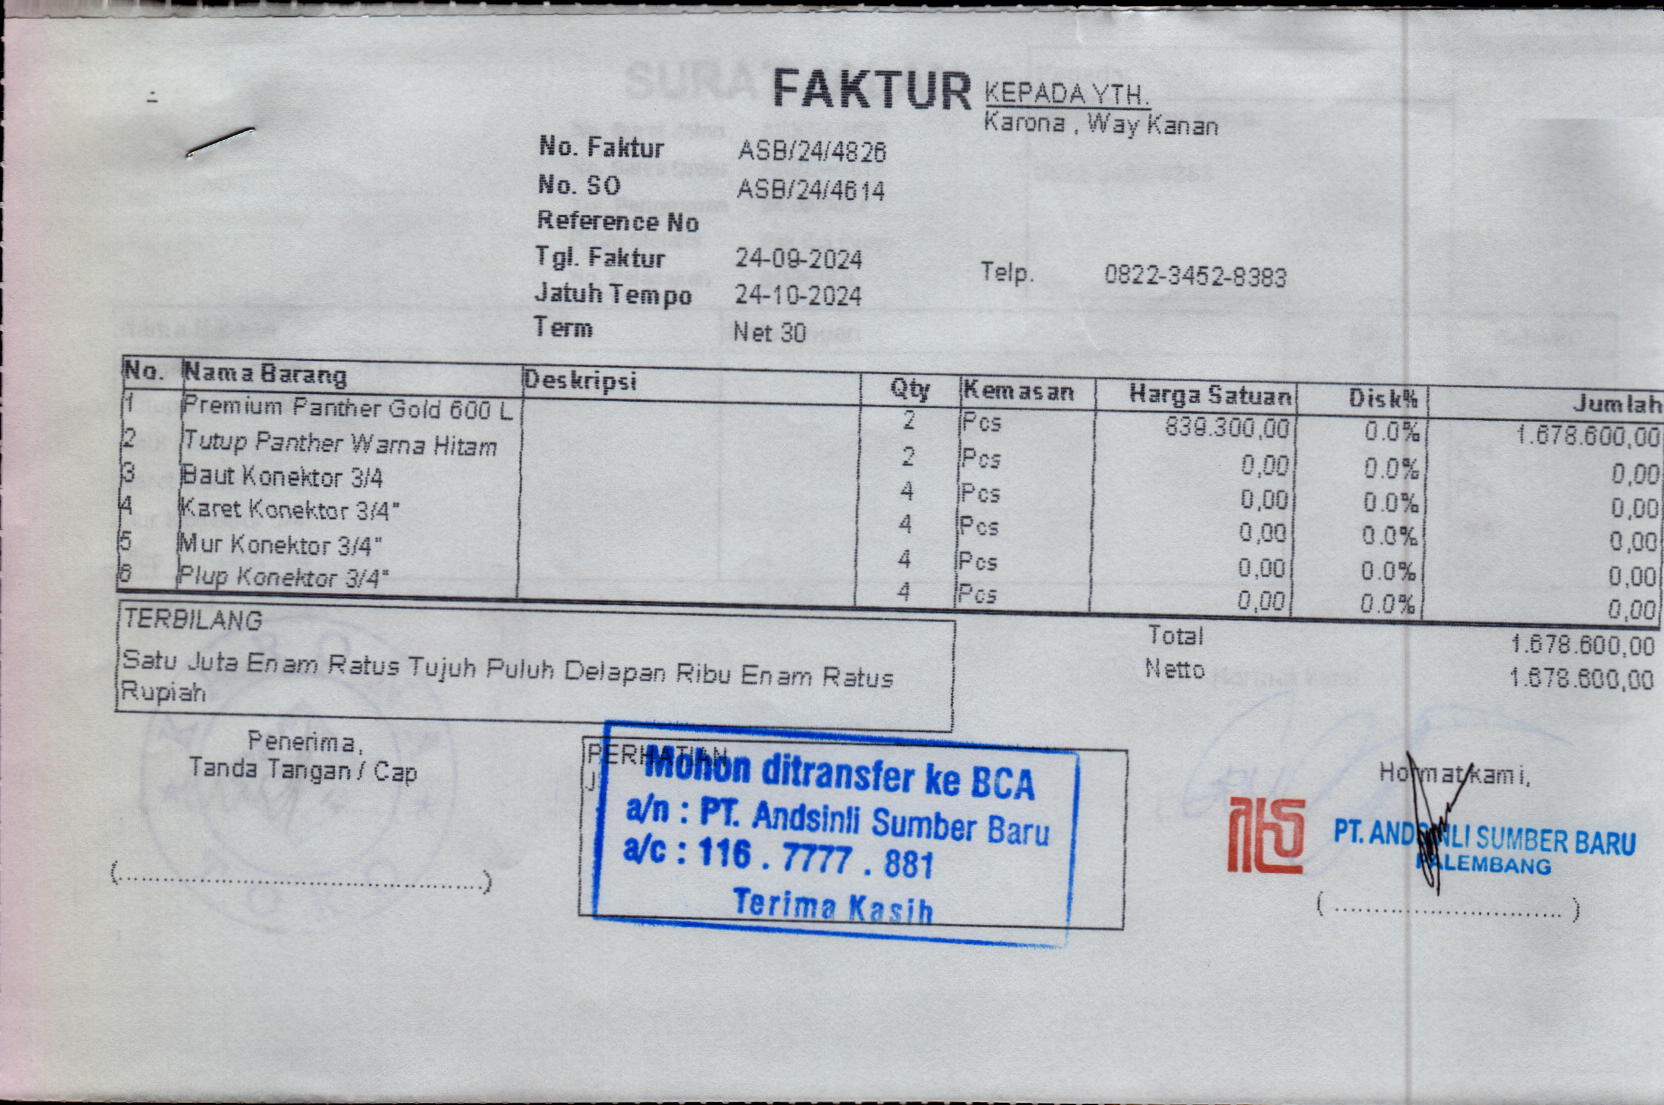 FAKTUR
KEPADA YTH.
Karona , Way Kanan
No. Faktur ASB/24/4826
No. SO ASB/24/4614
Reference No
Tgl. Faktur 24-09-2024
Telp. 0822-3452-8383
Jatuh Tempo 24-10-2024
Term Net 30
No. Nama Barang Deskripsi Qty Kemasan Harga Satuan Disk% Jumlah
1 Premium Panther Gold 600 L 2 Pcs 839.300,00 0.0% 1.678.600,00
2 Tutup Panther Warna Hitam 2 Pcs 0,00 0.0% 0,00
3 Baut Konektor 3/4 4 Pcs 0,00 0.0% 0,00
4 Karet Konektor 3/4" 4 Pcs 0,00 0.0% 0,00
5 Mur Konektor 3/4" 4 Pcs 0,00 0.0% 0,00
6 Plup Konektor 3/4" 4 Pcs 0,00 0.0% 0,00
TERBILANG
Satu Juta Enam Ratus Tujuh Puluh Delapan Ribu Enam Ratus
Rupiah
Total 1.678.600,00
Netto 1.678.600,00
Penerima,
Tanda Tangan / Cap
PERHATIAN
Mohon ditransfer ke BCA
a/n : PT. Andsinli Sumber Baru
a/c : 116 . 7777 . 881
Terima Kasih
Hormat kami,
PT. ANDSINLI SUMBER BARU
PALEMBANG